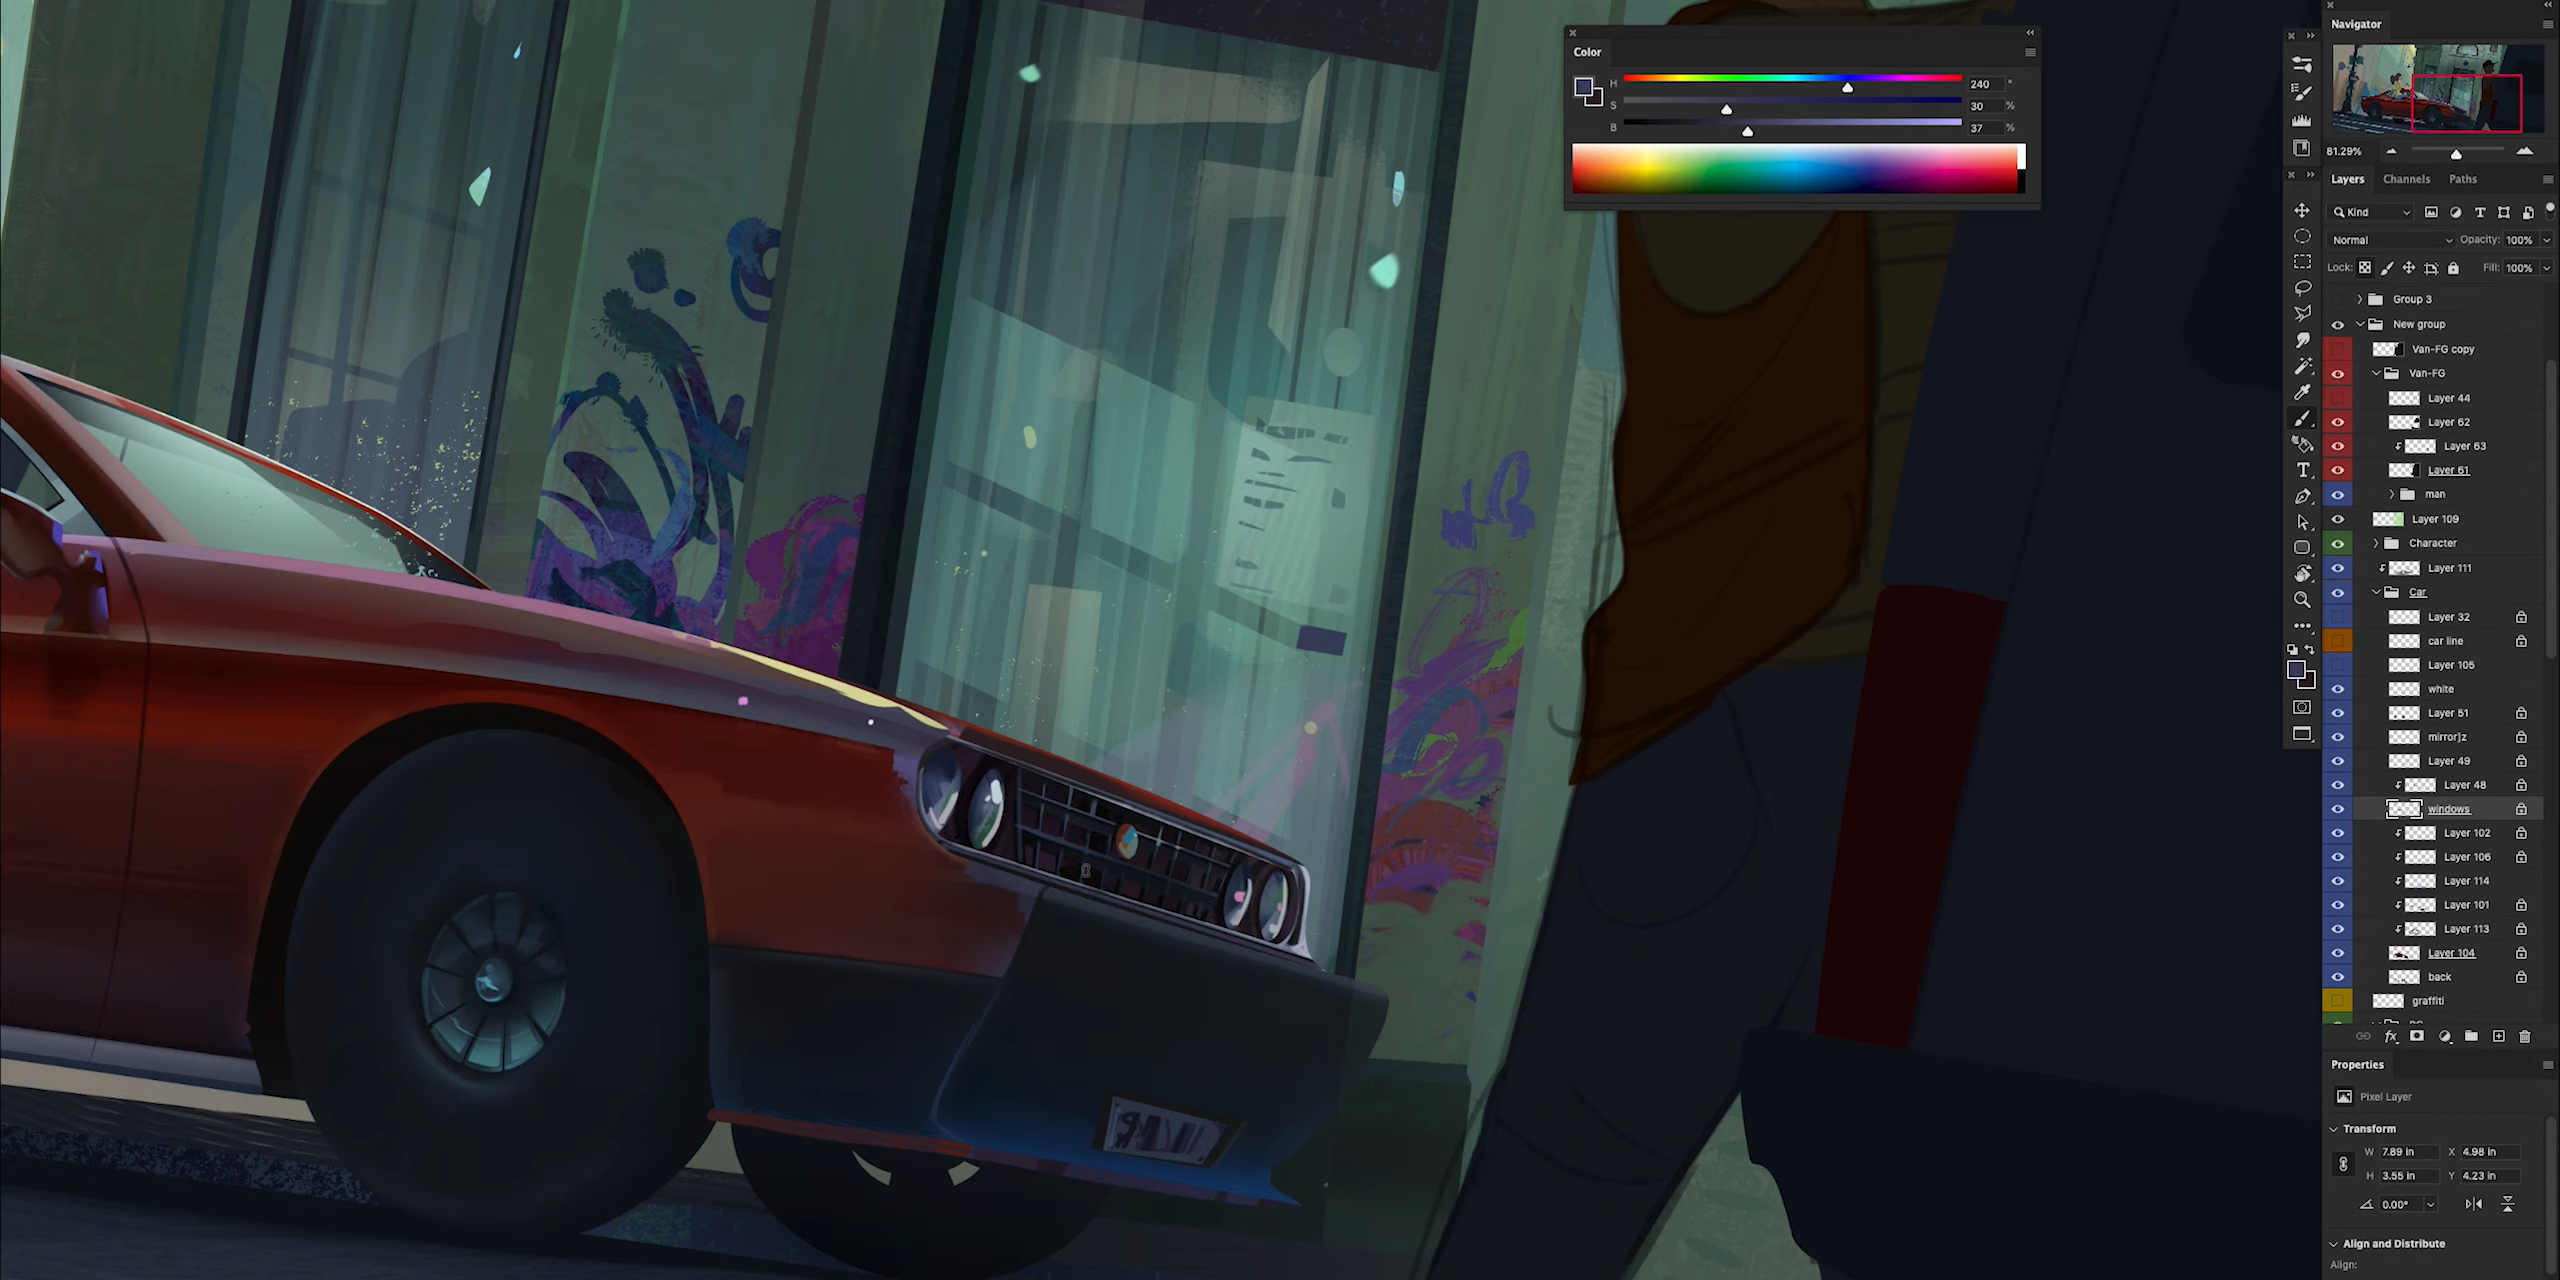 Color
H 240 °
S 30 %
B 37 %
Navigator
81.29%
Layers Channels Paths
Kind
Normal Opacity: 100%
Lock: Fill: 100%
Group 3
New group
Van-FG copy
Van-FG
Layer 44
Layer 62
Layer 63
Layer 61
man
Layer 109
Character
Layer 111
Car
Layer 32
car line
Layer 105
white
Layer 51
mirror]z
Layer 49
Layer 48
windows
Layer 102
Layer 106
Layer 114
Layer 101
Layer 113
Layer 104
back
graffiti
fx
Properties
Pixel Layer
Transform
W 7.89 in X 4.98 in
H 3.55 in Y 4.23 in
0.00°
Align and Distribute
Align: